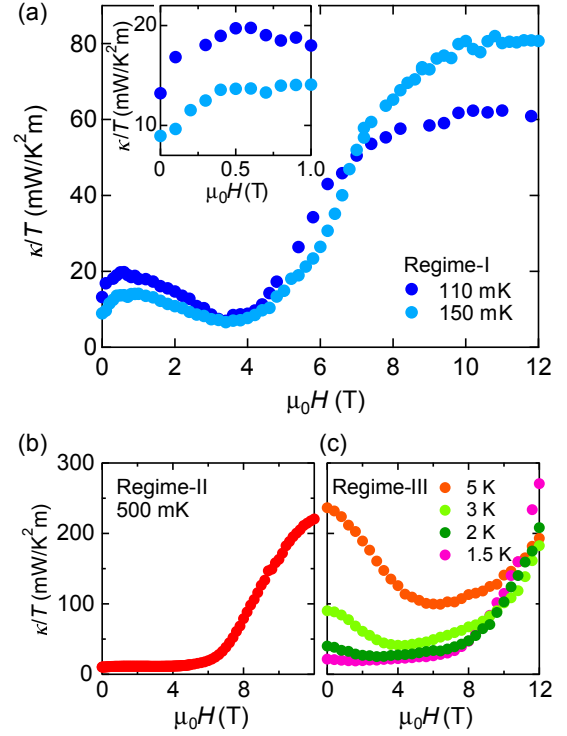 (a)
κ/T (mW/K²m)
80
60
40
20
0
0
2
4
6
8
10
12
μ₀H (T)
κ/T (mW/K²m)
20
10
0
0.5
1.0
μ₀H(T)
Regime-I
110 mK
150 mK
(b)
κ/T (mW/K²m)
300
200
100
0
Regime-II
500 mK
0
4
8
μ₀H (T)
(c)
Regime-III
5 K
3 K
2 K
1.5 K
0
4
8
12
μ₀H (T)